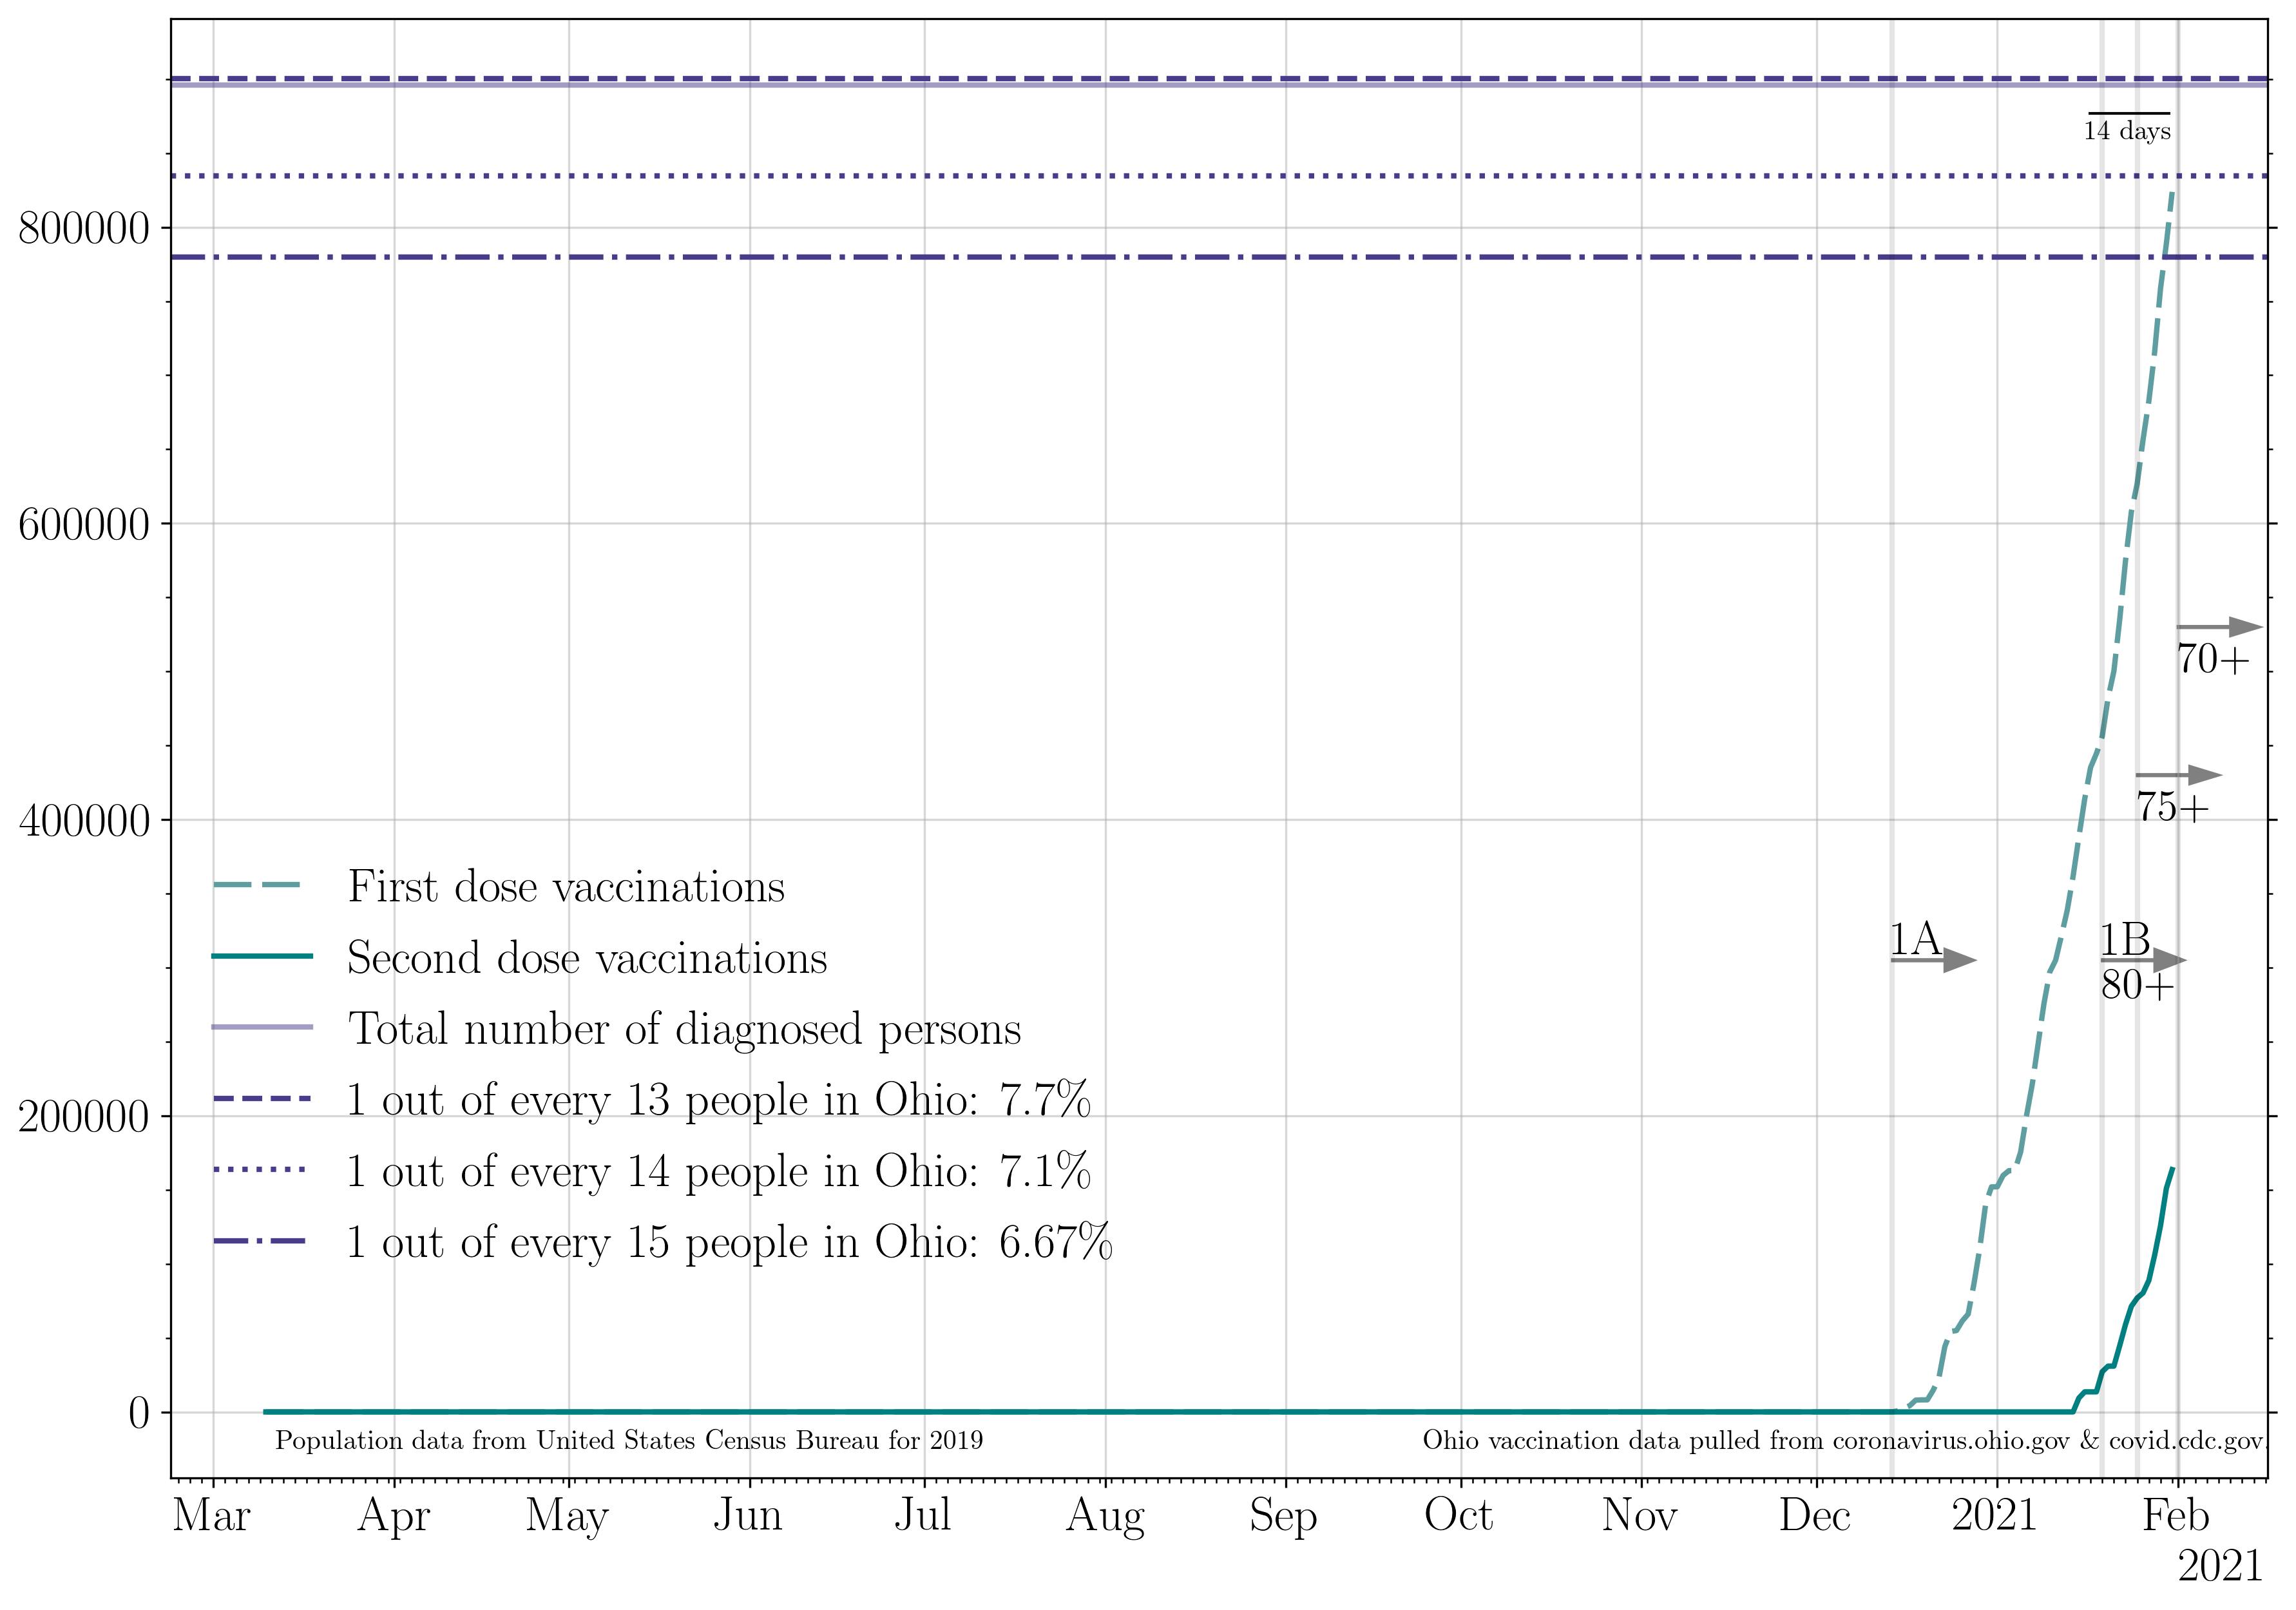 14 days
800000
600000
70+
75+
400000
First dose vaccinations
1A
1B
Second dose vaccinations
80+
Total number of diagnosed persons
1 out of every 13 people in Ohio: 7.7%
200000
1 out of every 14 people in Ohio: 7.1%
1 out of every 15 people in Ohio: 6.67%
0
Population data from United States Census Bureau for 2019
Ohio vaccination data pulled from coronavirus.ohio.gov & covid.cdc.gov.
Mar Apr May Jun Jul Aug Sep Oct Nov Dec 2021 Feb
2021